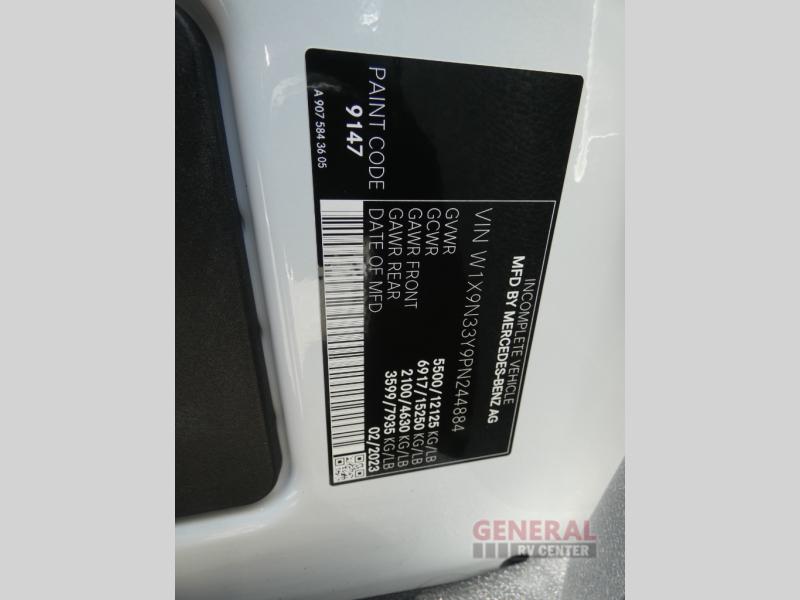 INCOMPLETE VEHICLE
MFD BY MERCEDES-BENZ AG
VIN W1X9N33Y9PN244884
GVWR 5500/12125 KG/LB
GCWR 6917/15250 KG/LB
GAWR FRONT 2100/4630 KG/LB
GAWR REAR 3599/7935 KG/LB
DATE OF MFD 02/2023
PAINT CODE
9147
A 907 584 36 05
GENERAL
RV CENTER